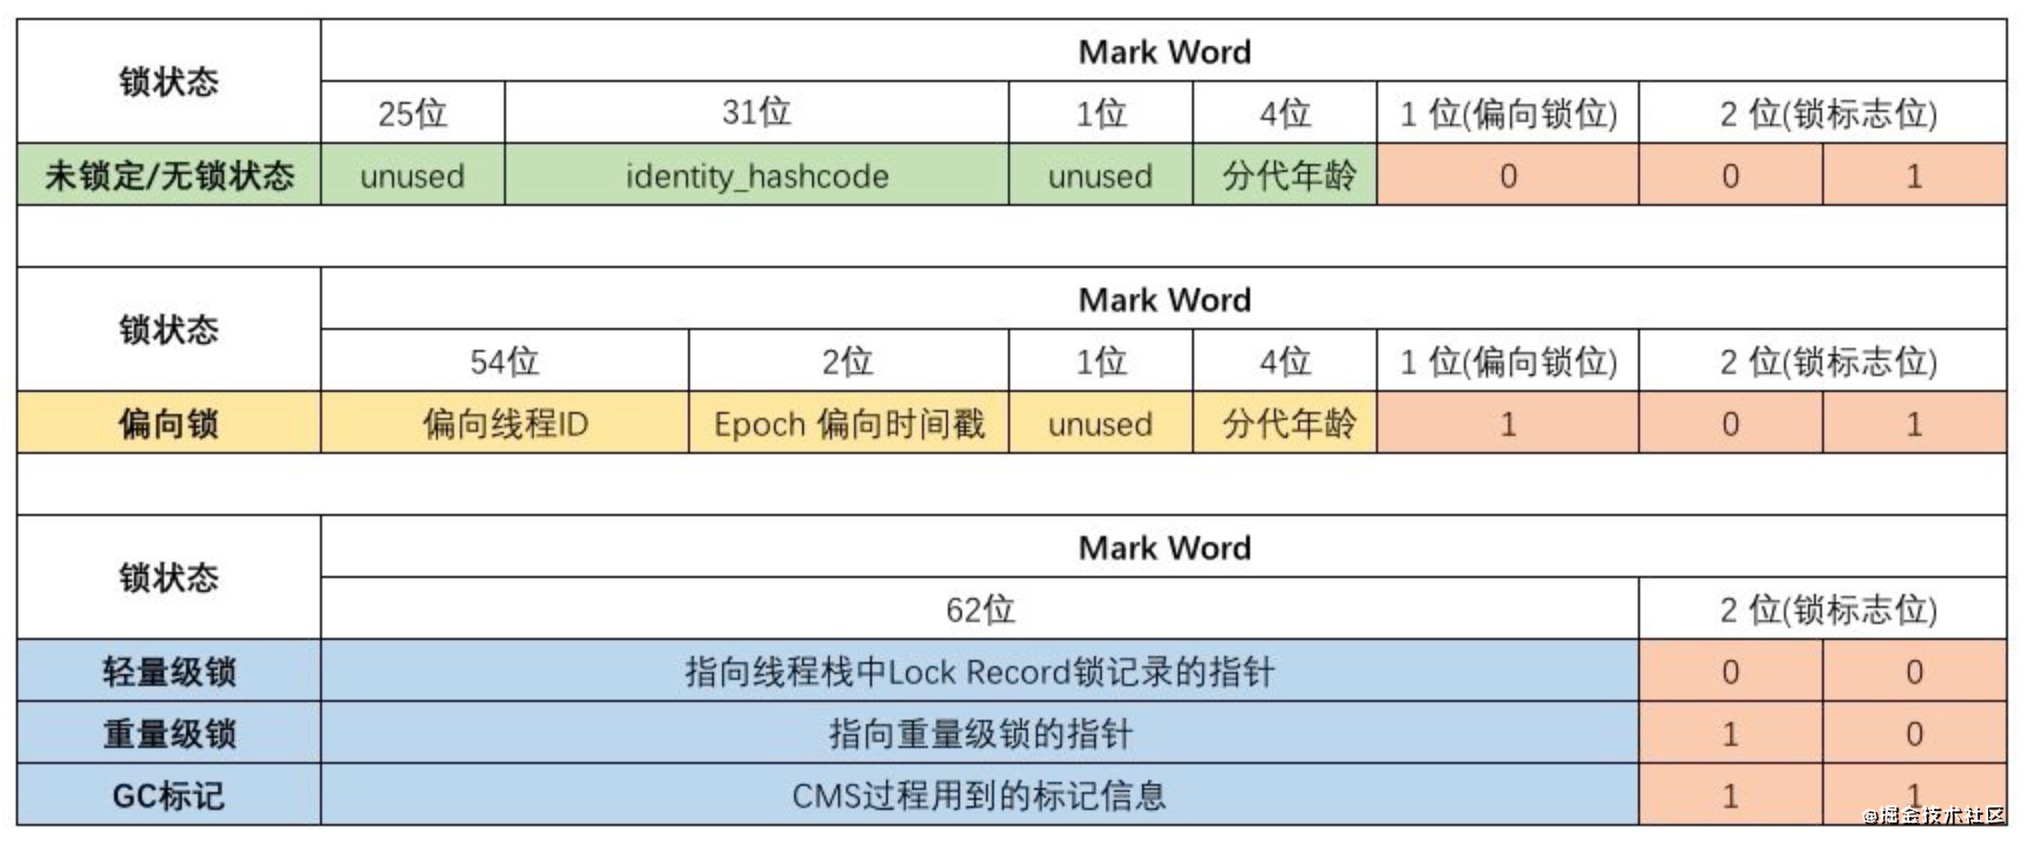 锁状态 Mark Word
25位 31位 1位 4位 1 位(偏向锁位) 2 位(锁标志位)
未锁定/无锁状态 unused identity_hashcode unused 分代年龄 0 0 1
锁状态 Mark Word
54位 2位 1位 4位 1 位(偏向锁位) 2 位(锁标志位)
偏向锁 偏向线程ID Epoch 偏向时间戳 unused 分代年龄 1 0 1
锁状态 Mark Word
62位 2 位(锁标志位)
轻量级锁 指向线程栈中Lock Record锁记录的指针 0 0
重量级锁 指向重量级锁的指针 1 0
GC标记 CMS过程用到的标记信息 1 1
@掘金技术社区